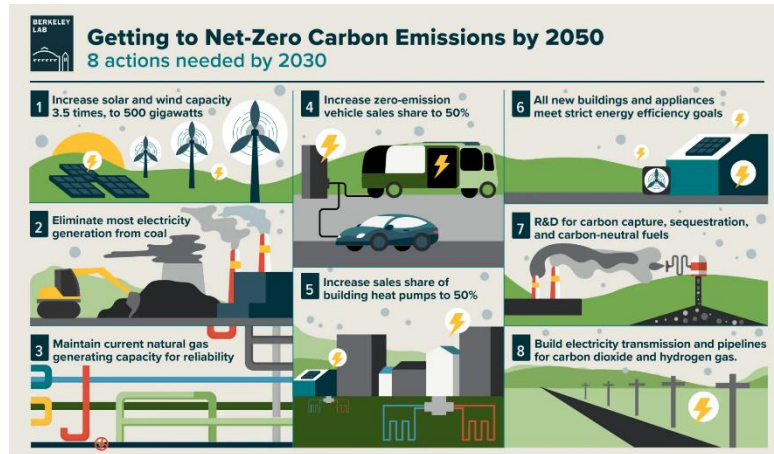 BERKELEY
LAB
Getting to Net-Zero Carbon Emissions by 2050
8 actions needed by 2030
1
Increase solar and wind capacity
3.5 times, to 500 gigawatts
2
Eliminate most electricity
generation from coal
3
Maintain current natural gas
generating capacity for reliability
4
Increase zero-emission
vehicle sales share to 50%
5
Increase sales share of
building heat pumps to 50%
6
All new buildings and appliances
meet strict energy efficiency goals
7
R&D for carbon capture, sequestration,
and carbon-neutral fuels
8
Build electricity transmission and pipelines
for carbon dioxide and hydrogen gas.